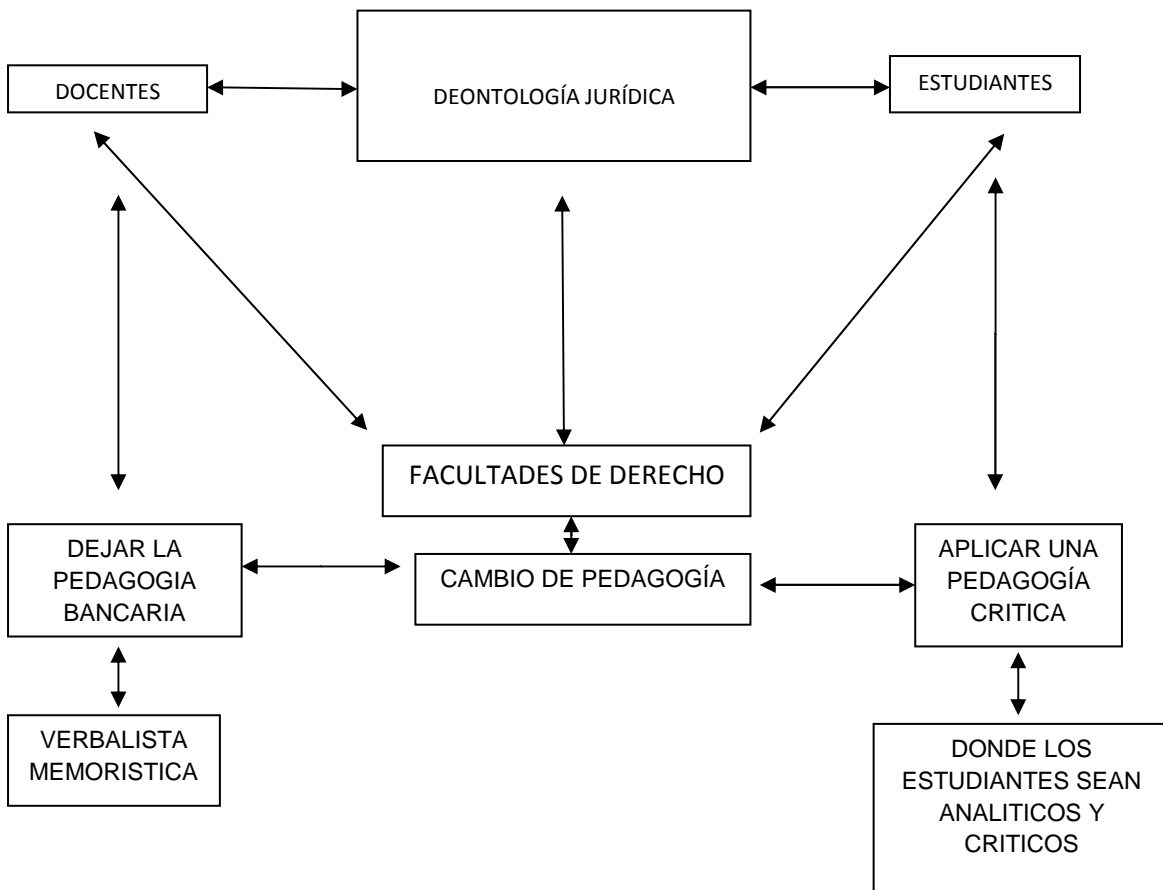 DOCENTES
DEONTOLOGÍA JURÍDICA
ESTUDIANTES
FACULTADES DE DERECHO
DEJAR LA
PEDAGOGIA
BANCARIA
CAMBIO DE PEDAGOGÍA
APLICAR UNA
PEDAGOGÍA
CRITICA
VERBALISTA
MEMORISTICA
DONDE LOS
ESTUDIANTES SEAN
ANALITICOS Y
CRITICOS